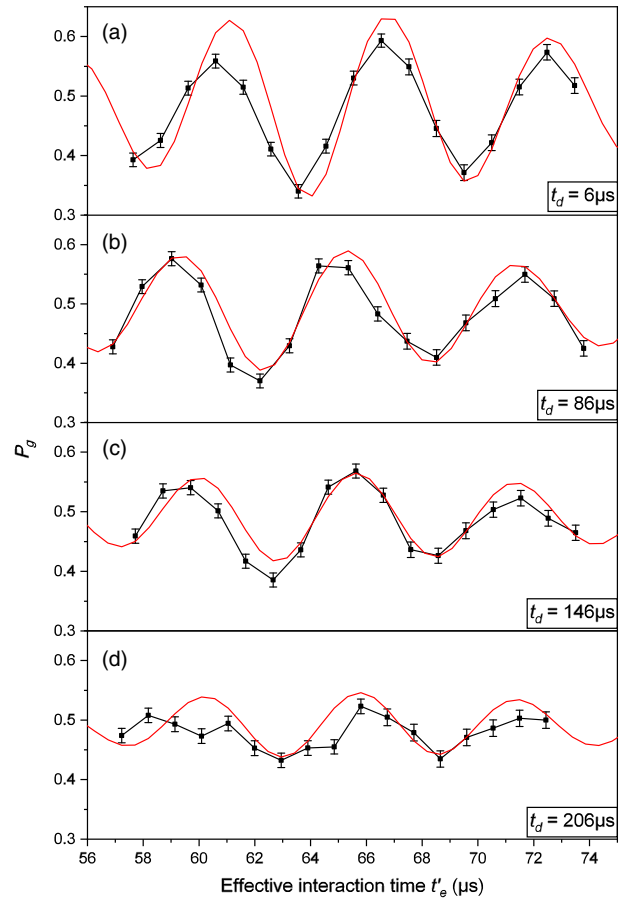 (a)
0.6
0.5
0.4
0.3
t_d = 6µs
(b)
0.6
0.5
0.4
0.3
t_d = 86µs
P_g
(c)
0.6
0.5
0.4
0.3
t_d = 146µs
(d)
0.6
0.5
0.4
0.3
t_d = 206µs
56 58 60 62 64 66 68 70 72 74
Effective interaction time t'_e (µs)